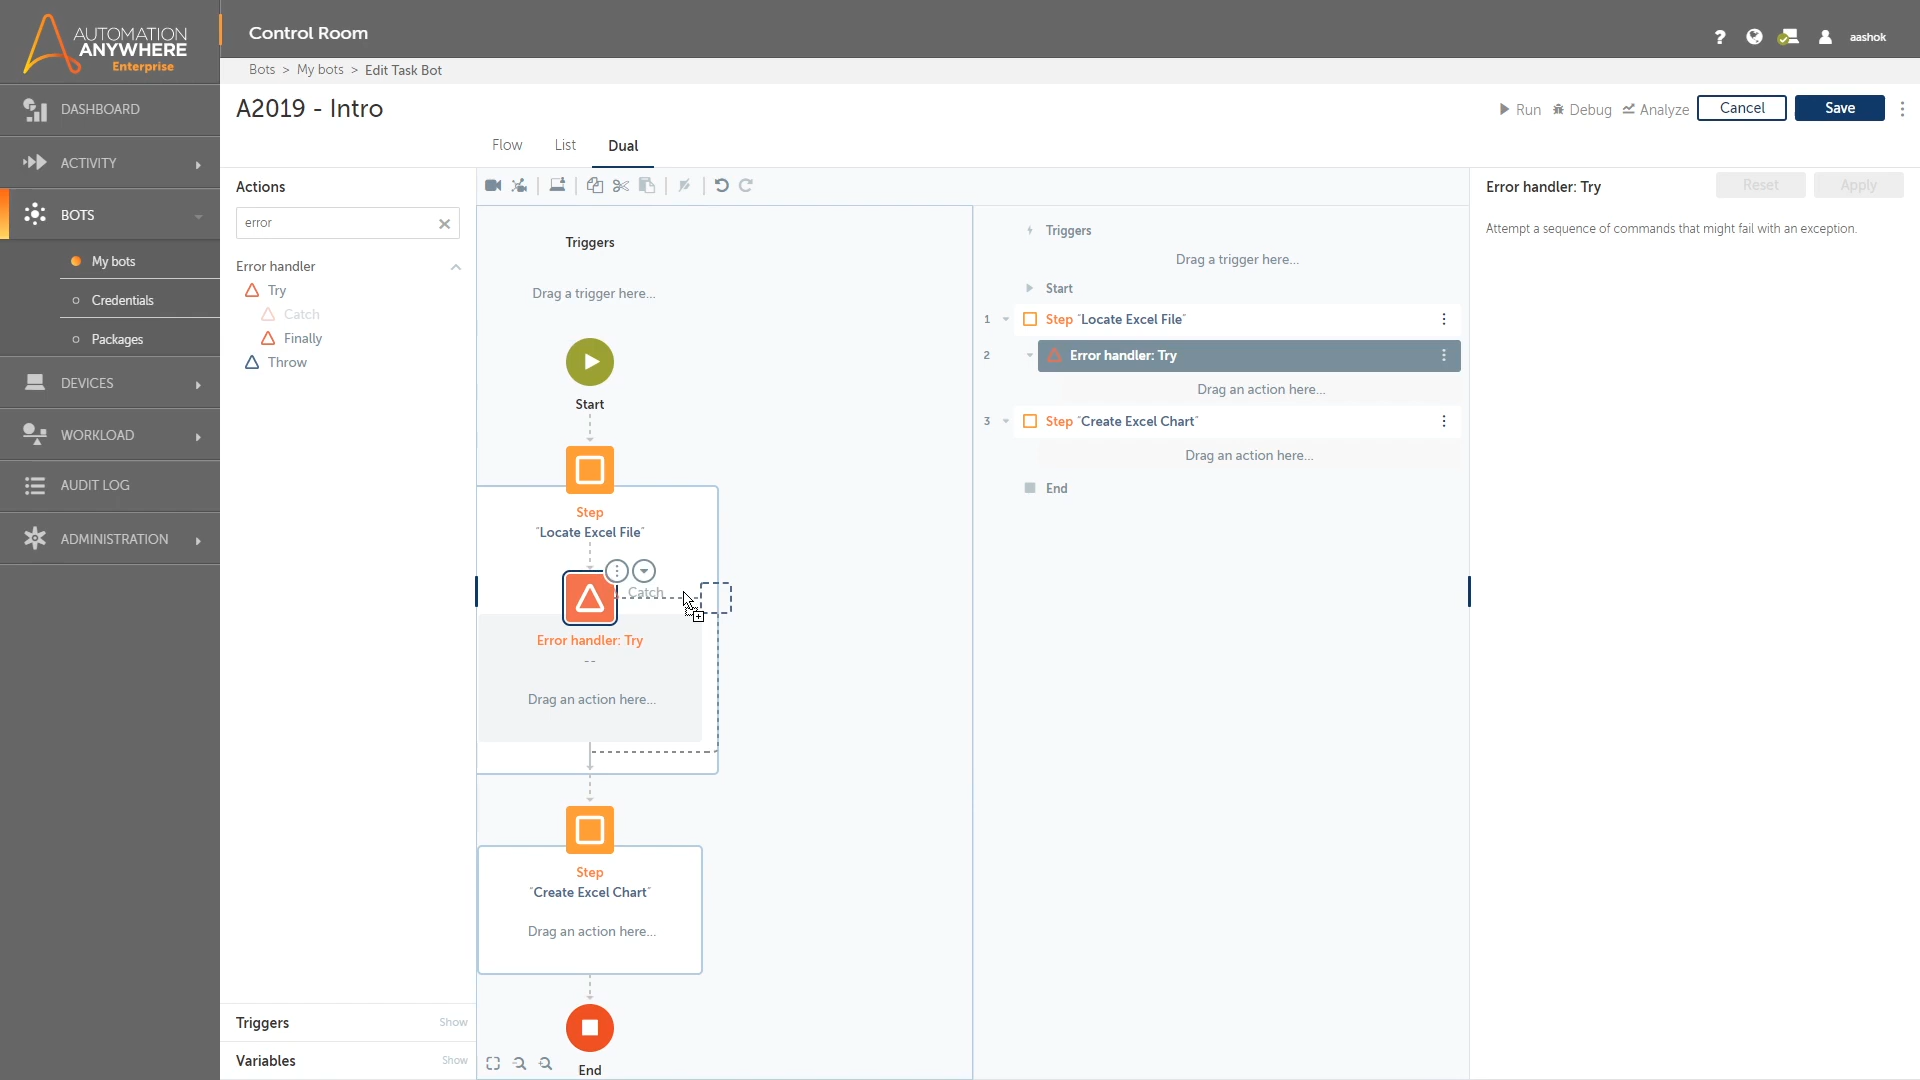 AUTOMATION
ANYWHERE
Enterprise
Control Room
?
aashok
Bots > My bots > Edit Task Bot
A2019 - Intro
Run Debug Analyze Cancel Save
Flow List Dual
DASHBOARD
ACTIVITY
BOTS
My bots
Credentials
Packages
DEVICES
WORKLOAD
AUDIT LOG
ADMINISTRATION
Actions
error
Error handler
Try
Catch
Finally
Throw
Triggers Show
Variables Show
Triggers
Drag a trigger here...
Start
Step
"Locate Excel File"
Catch
Error handler: Try
--
Drag an action here...
Step
"Create Excel Chart"
Drag an action here...
End
Triggers
Drag a trigger here...
Start
1 Step "Locate Excel File"
2 Error handler: Try
Drag an action here...
3 Step "Create Excel Chart"
Drag an action here...
End
Error handler: Try Reset Apply
Attempt a sequence of commands that might fail with an exception.